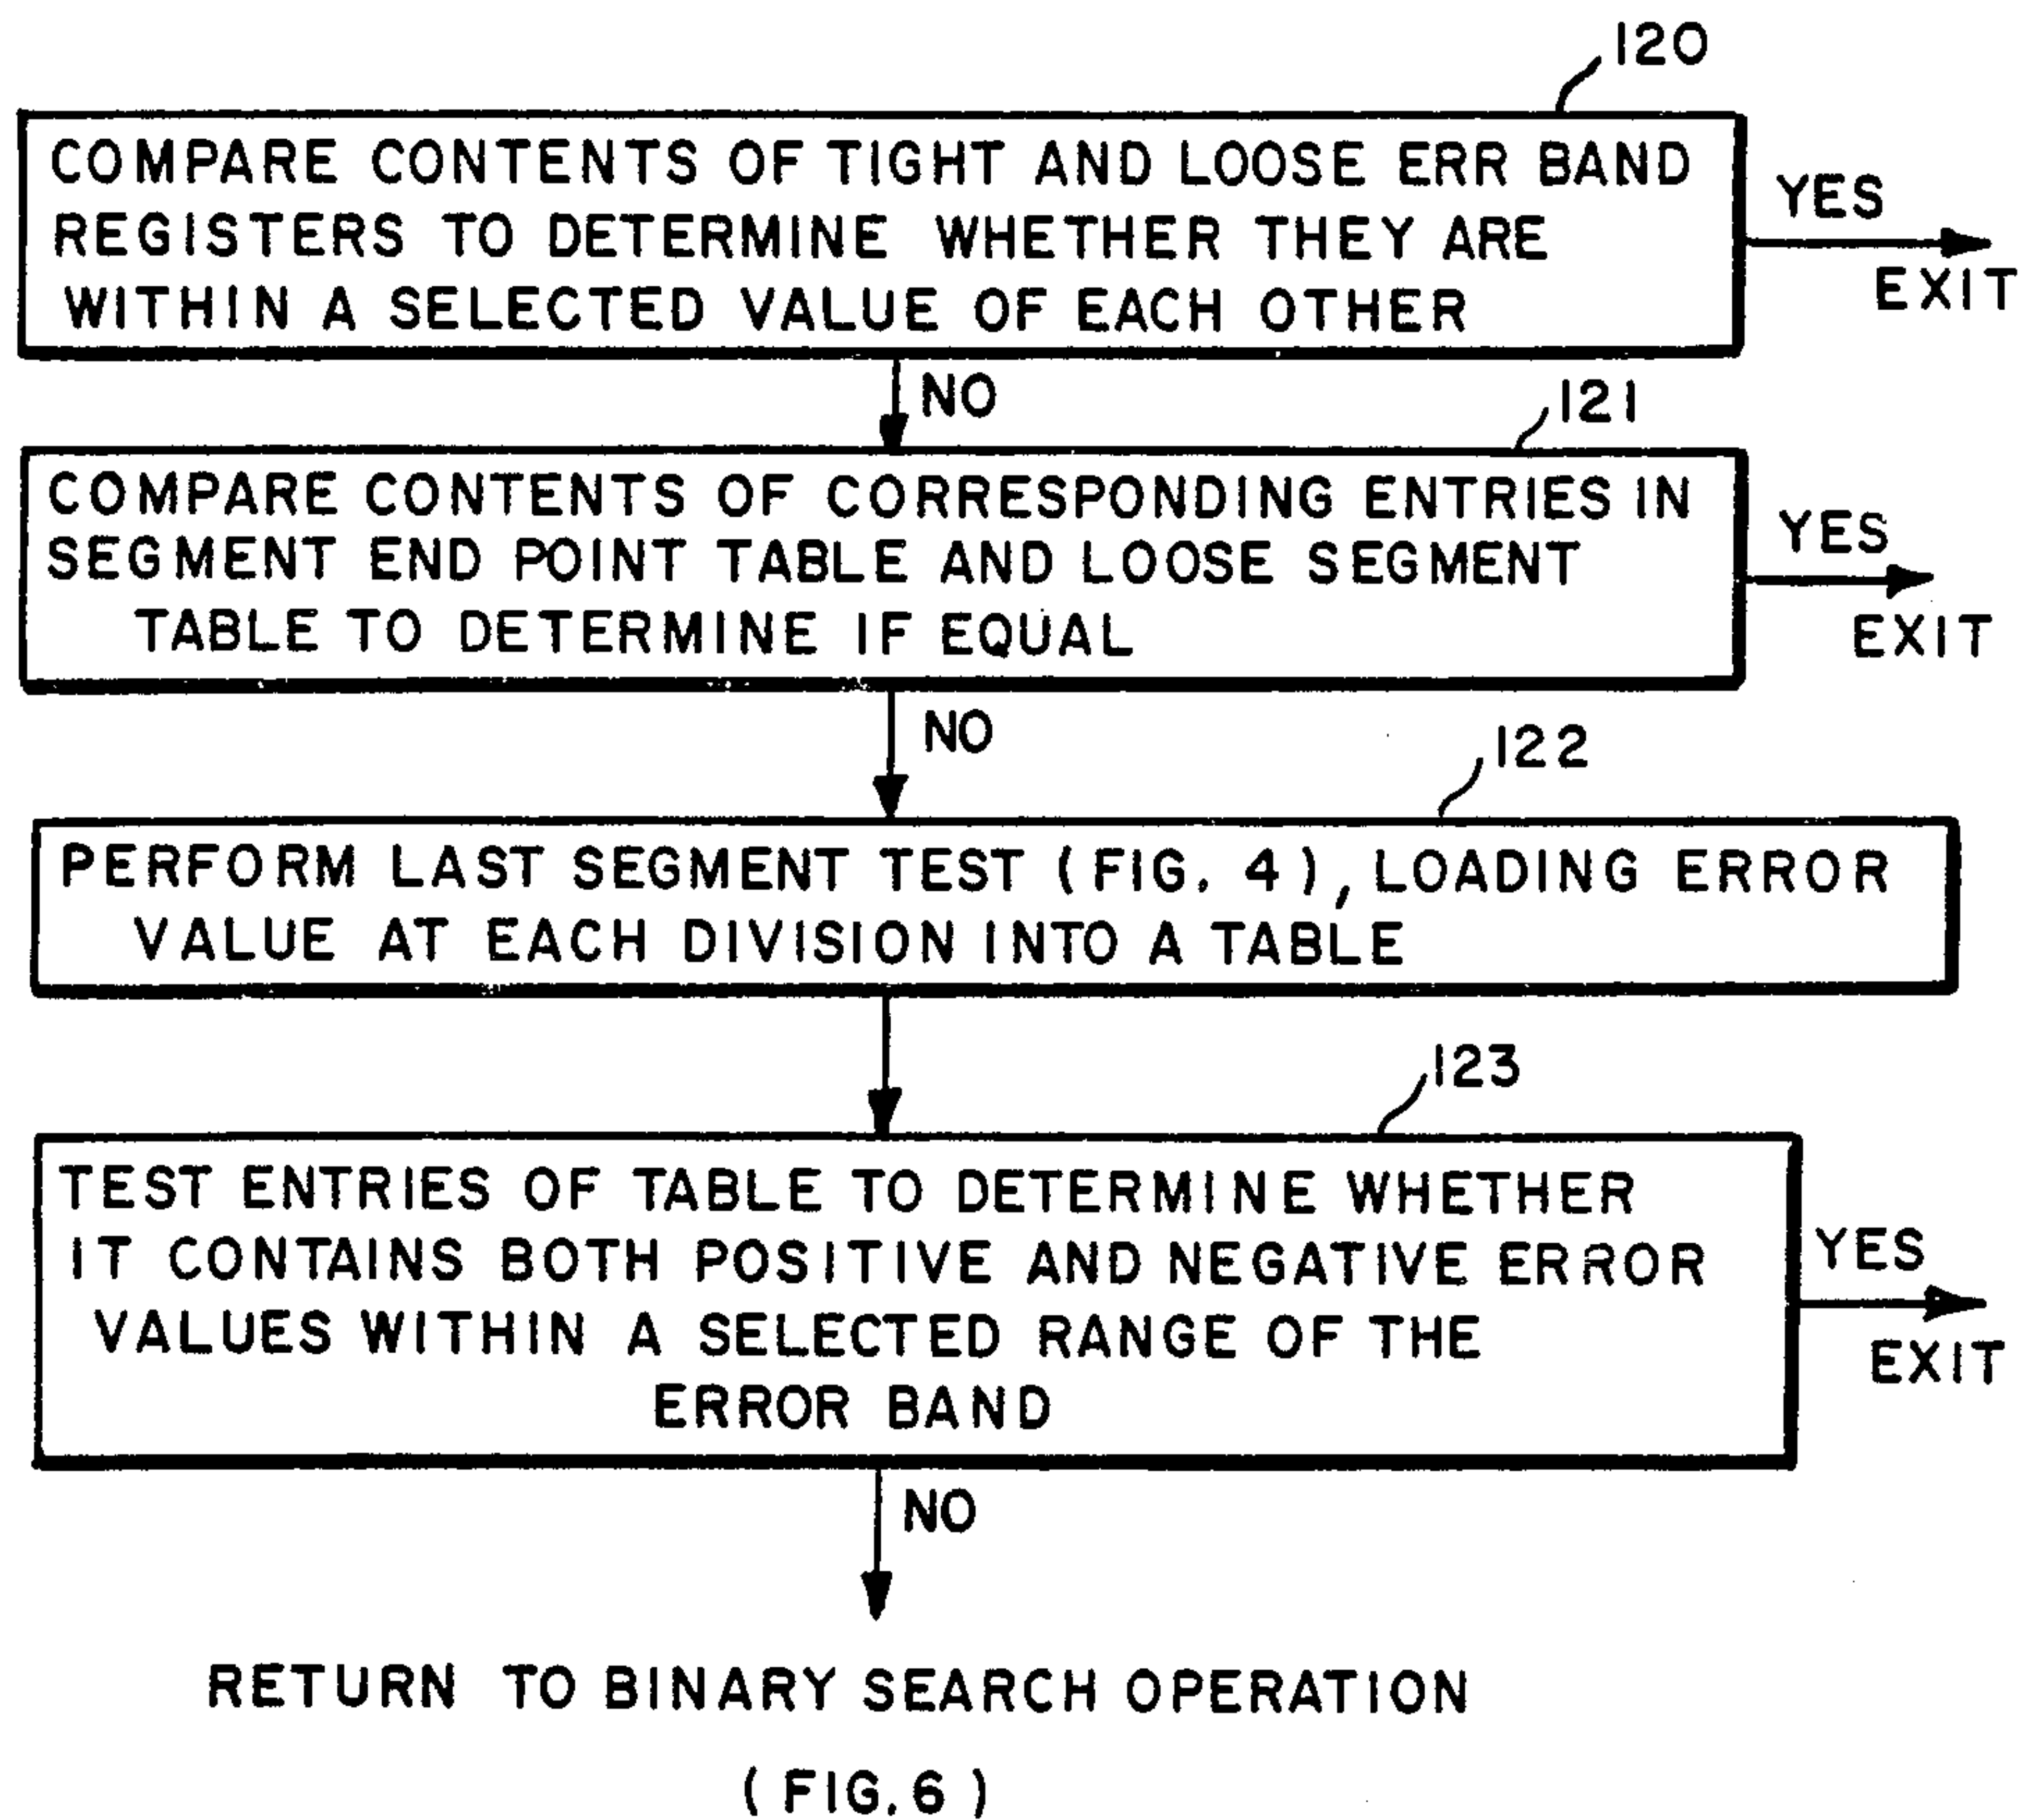 120
COMPARE CONTENTS OF TIGHT AND LOOSE ERR BAND
REGISTERS TO DETERMINE WHETHER THEY ARE
WITHIN A SELECTED VALUE OF EACH OTHER
YES
EXIT
NO
121
COMPARE CONTENTS OF CORRESPONDING ENTRIES IN
SEGMENT END POINT TABLE AND LOOSE SEGMENT
TABLE TO DETERMINE IF EQUAL
YES
EXIT
NO
122
PERFORM LAST SEGMENT TEST (FIG. 4), LOADING ERROR
VALUE AT EACH DIVISION INTO A TABLE
123
TEST ENTRIES OF TABLE TO DETERMINE WHETHER
IT CONTAINS BOTH POSITIVE AND NEGATIVE ERROR
VALUES WITHIN A SELECTED RANGE OF THE
ERROR BAND
YES
EXIT
NO
RETURN TO BINARY SEARCH OPERATION
(FIG. 6)